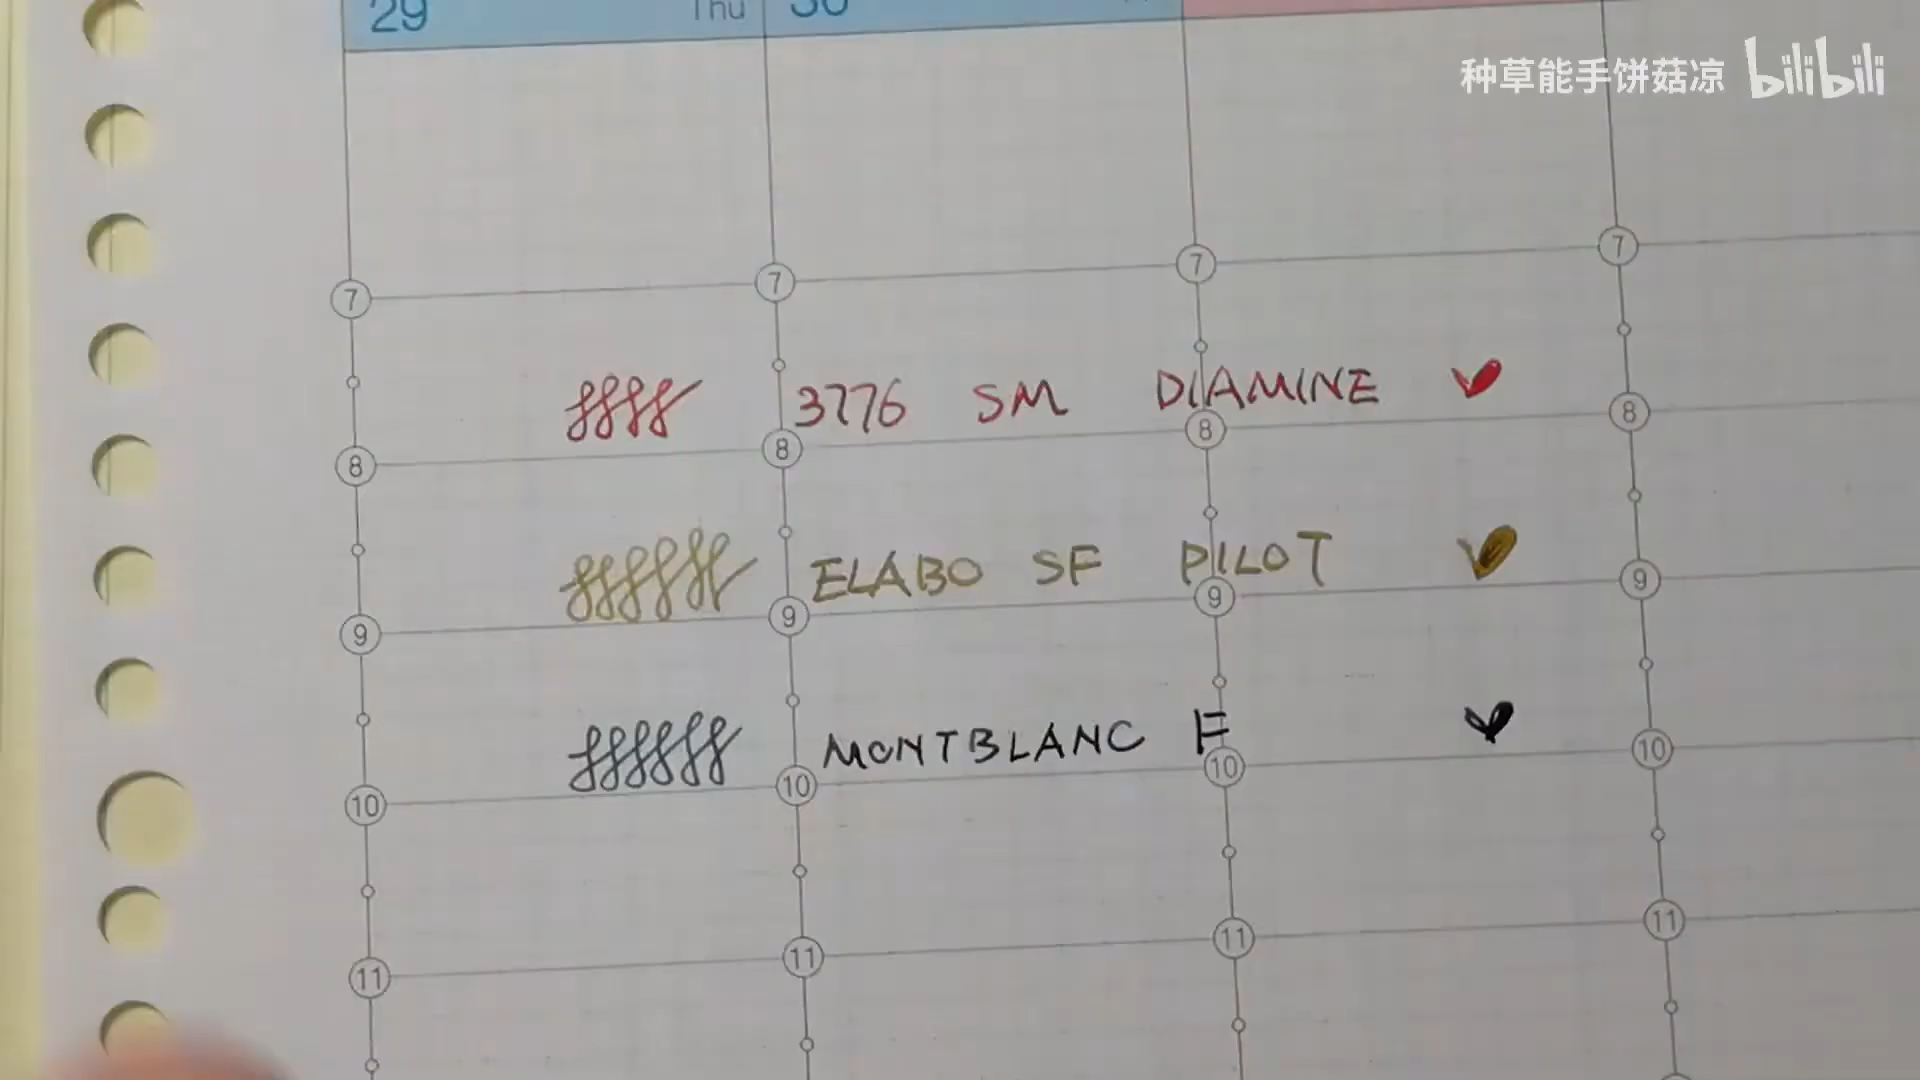 29 Thu 30
种草能手饼菇凉 bilibili
7 7 7 7
3776 SM DIAMINE
8 8 8 8
ELABO SF PILOT
9 9 9 9
MONTBLANC F
10 10 10 10
11 11 11 11